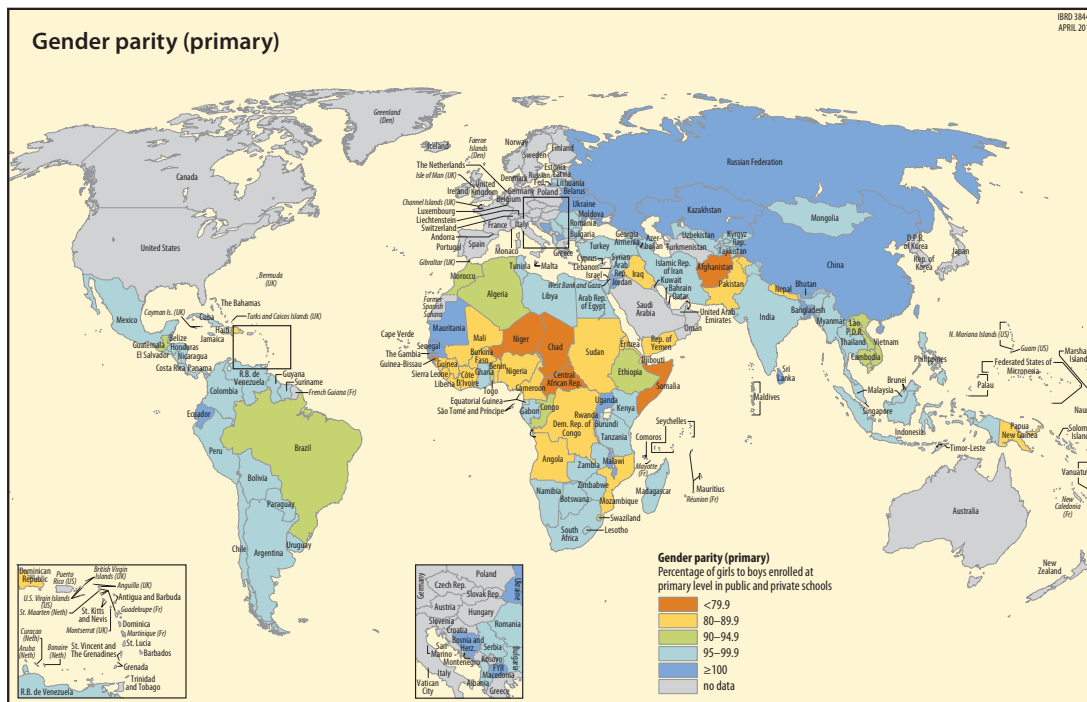 IBRD 3844
APRIL 201
Gender parity (primary)
Greenland
(Den)
Iceland
Faeroe
Islands
(Den)
Norway
Sweden
Finland
Russian Federation
Canada
The Netherlands
Isle of Man (UK)
Estonia
Latvia
Lithuania
Denmark
Russian
Fed.
Belarus
Ireland
United
Kingdom
Germany
Poland
Belgium
Channel Islands (UK)
Luxembourg
Liechtenstein
Switzerland
Andorra
France
Italy
Ukraine
Moldova
Romania
Bulgaria
Kazakhstan
Mongolia
United States
Portugal
Spain
Monaco
Gibraltar (UK)
Greece
Malta
Turkey
Georgia
Armenia
Azer-
baijan
Uzbekistan
Turkmenistan
Kyrgyz
Rep.
Tajikistan
D.P.R.
of Korea
Rep. of
Korea
Japan
China
Bermuda
(UK)
Morocco
Tunisia
Algeria
Libya
Cyprus
Lebanon
Israel
West Bank and Gaza
Syrian
Arab
Rep.
Jordan
Iraq
Islamic Rep.
of Iran
Kuwait
Bahrain
Qatar
Afghanistan
Pakistan
Nepal
Bhutan
Bangladesh
India
Myanmar
Former
Spanish
Sahara
Arab Rep.
of Egypt
Saudi
Arabia
United Arab
Emirates
Oman
Mexico
The Bahamas
Cayman Is. (UK)
Cuba
Turks and Caicos Islands (UK)
Haiti
Jamaica
Belize
Guatemala
Honduras
El Salvador
Nicaragua
Costa Rica
Panama
R.B. de
Venezuela
Guyana
Suriname
French Guiana (Fr)
Colombia
Ecuador
Peru
Brazil
Bolivia
Paraguay
Chile
Argentina
Uruguay
Cape Verde
Mauritania
Senegal
The Gambia
Guinea-Bissau
Guinea
Sierra Leone
Liberia
Mali
Burkina
Faso
Côte
D'Ivoire
Ghana
Togo
Benin
Niger
Nigeria
Chad
Sudan
Eritrea
Rep. of
Yemen
Djibouti
Ethiopia
Somalia
Central
African Rep.
Cameroon
Equatorial Guinea
São Tomé and Príncipe
Gabon
Congo
Dem. Rep. of
Congo
Uganda
Rwanda
Burundi
Kenya
Tanzania
Seychelles
Comoros
Mayotte
(Fr)
Angola
Zambia
Malawi
Zimbabwe
Mozambique
Madagascar
Mauritius
Réunion (Fr)
Namibia
Botswana
Swaziland
South
Africa
Lesotho
Maldives
Sri
Lanka
Lao
P.D.R.
Thailand
Vietnam
Cambodia
Philippines
N. Mariana Islands (US)
Guam (US)
Marshall
Islands
Federated States of
Micronesia
Palau
Brunei
Malaysia
Singapore
Indonesia
Timor-Leste
Papua
New Guinea
Nau
Solom
Islan
Vanuatu
New
Caledonia
(Fr)
Australia
New
Zealand
Dominican
Republic
Puerto
Rico (US)
British Virgin
Islands (UK)
Anguilla (UK)
U.S. Virgin Islands
(US)
St. Maarten (Neth)
Antigua and Barbuda
St. Kitts
and Nevis
Guadeloupe (Fr)
Montserrat (UK)
Dominica
Martinique (Fr)
St. Lucia
Curaçao
(Neth)
Aruba
(Neth)
Bonaire
(Neth)
St. Vincent and
The Grenadines
Barbados
Grenada
Trinidad
and Tobago
R.B. de Venezuela
Germany
Poland
Czech Rep.
Slovak Rep.
Ukraine
Austria
Hungary
Slovenia
Croatia
Romania
San
Marino
Bosnia and
Herz.
Serbia
Montenegro
Kosovo
Bulgaria
Italy
FYR
Macedonia
Vatican
City
Albania
Greece
Gender parity (primary)
Percentage of girls to boys enrolled at
primary level in public and private schools
<79.9
80–89.9
90–94.9
95–99.9
≥100
no data